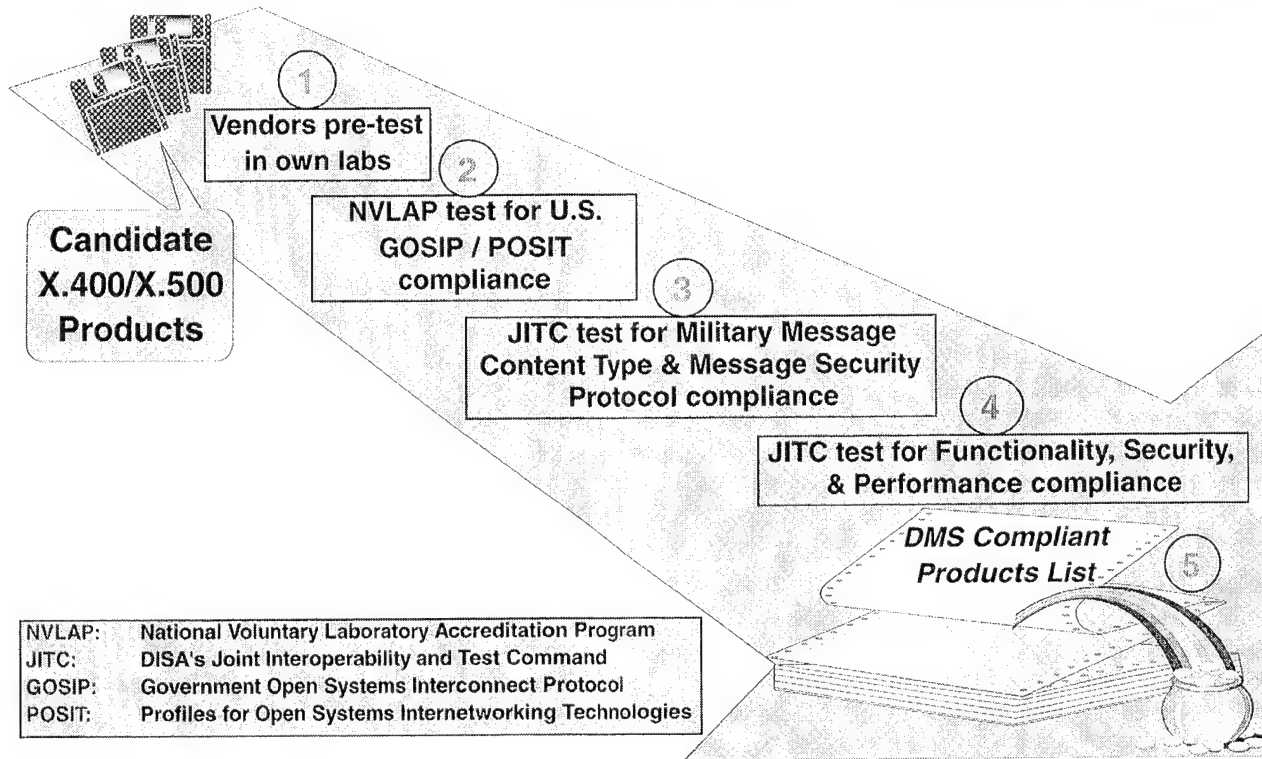 1
Vendors pre-test
in own labs
2
NVLAP test for U.S.
GOSIP / POSIT
compliance
Candidate
X.400/X.500
Products
3
JITC test for Military Message
Content Type & Message Security
Protocol compliance
4
JITC test for Functionality, Security,
& Performance compliance
DMS Compliant
Products List
5
NVLAP: National Voluntary Laboratory Accreditation Program
JITC: DISA's Joint Interoperability and Test Command
GOSIP: Government Open Systems Interconnect Protocol
POSIT: Profiles for Open Systems Internetworking Technologies